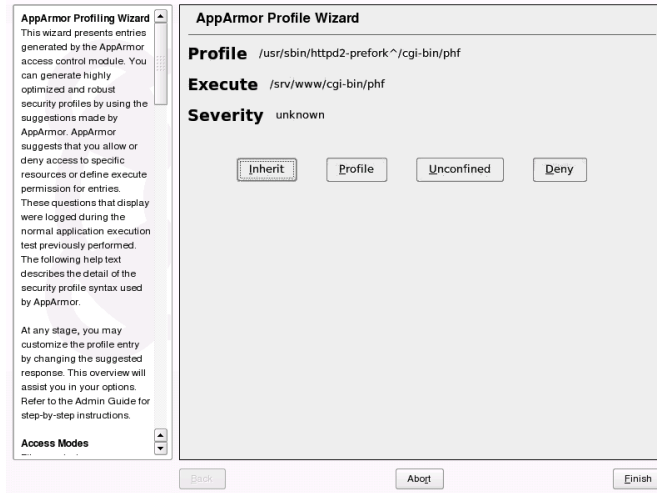 AppArmor Profiling Wizard
This wizard presents entries
generated by the AppArmor
access control module. You
can generate highly
optimized and robust
security profiles by using the
suggestions made by
AppArmor. AppArmor
suggests that you allow or
deny access to specific
resources or define execute
permission for entries.
These questions that display
were logged during the
normal application execution
test previously performed.
The following help text
describes the detail of the
security profile syntax used
by AppArmor.
At any stage, you may
customize the profile entry
by changing the suggested
response. This overview will
assist you in your options.
Refer to the Admin Guide for
step-by-step instructions.
Access Modes
AppArmor Profile Wizard
Profile /usr/sbin/httpd2-prefork^/cgi-bin/phf
Execute /srv/www/cgi-bin/phf
Severity unknown
Inherit Profile Unconfined Deny
Back Abort Finish